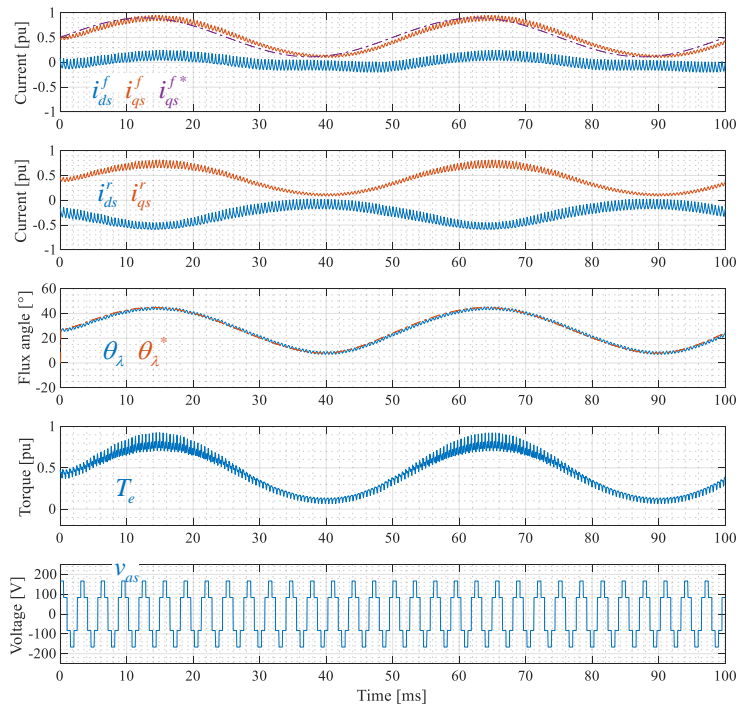 1
0.5
0
-0.5
-1
Current [pu]
i_ds^f i_qs^f i_qs^f*
0 10 20 30 40 50 60 70 80 90 100
1
0.5
0
-0.5
-1
Current [pu]
i_ds^r i_qs^r
0 10 20 30 40 50 60 70 80 90 100
60
40
20
0
-20
Flux angle [°]
θ_λ θ_λ^*
0 10 20 30 40 50 60 70 80 90 100
1
0.5
0
Torque [pu]
T_e
0 10 20 30 40 50 60 70 80 90 100
200
100
0
-100
-200
Voltage [V]
v_as
0 10 20 30 40 50 60 70 80 90 100
Time [ms]